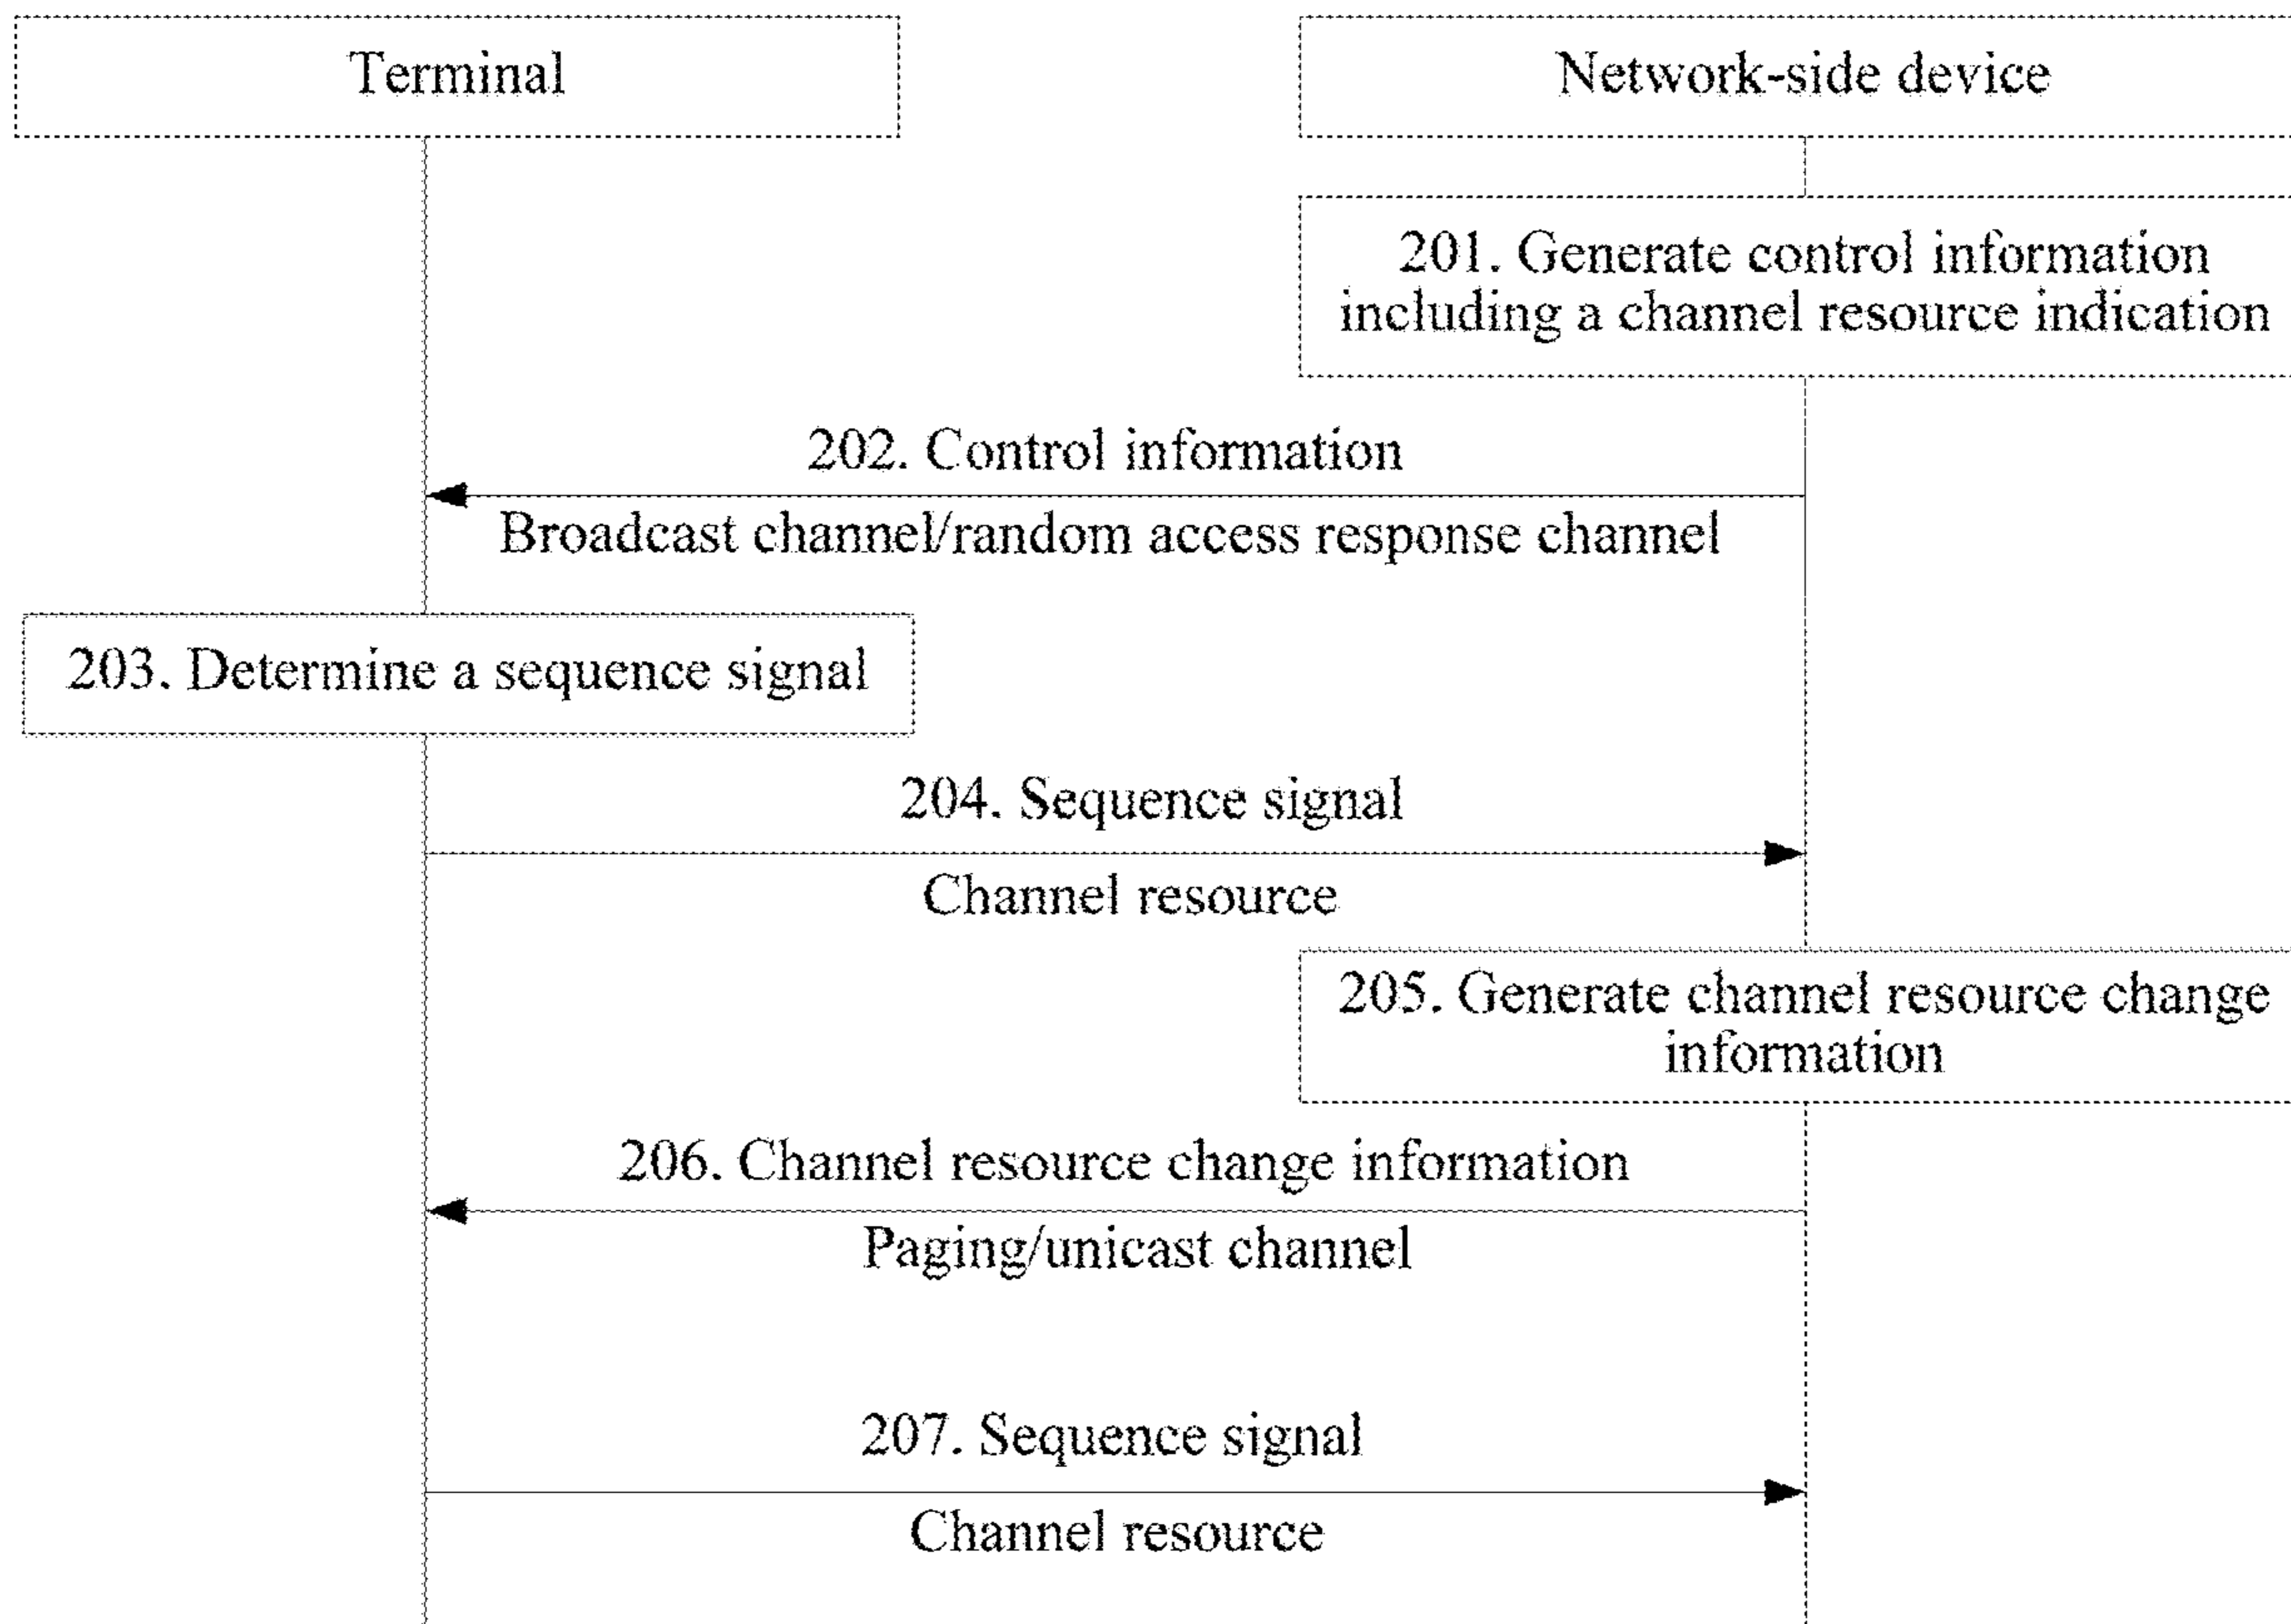 Terminal
Network-side device
201. Generate control information
including a channel resource indication
202. Control information
Broadcast channel/random access response channel
203. Determine a sequence signal
204. Sequence signal
Channel resource
205. Generate channel resource change
information
206. Channel resource change information
Paging/unicast channel
207. Sequence signal
Channel resource